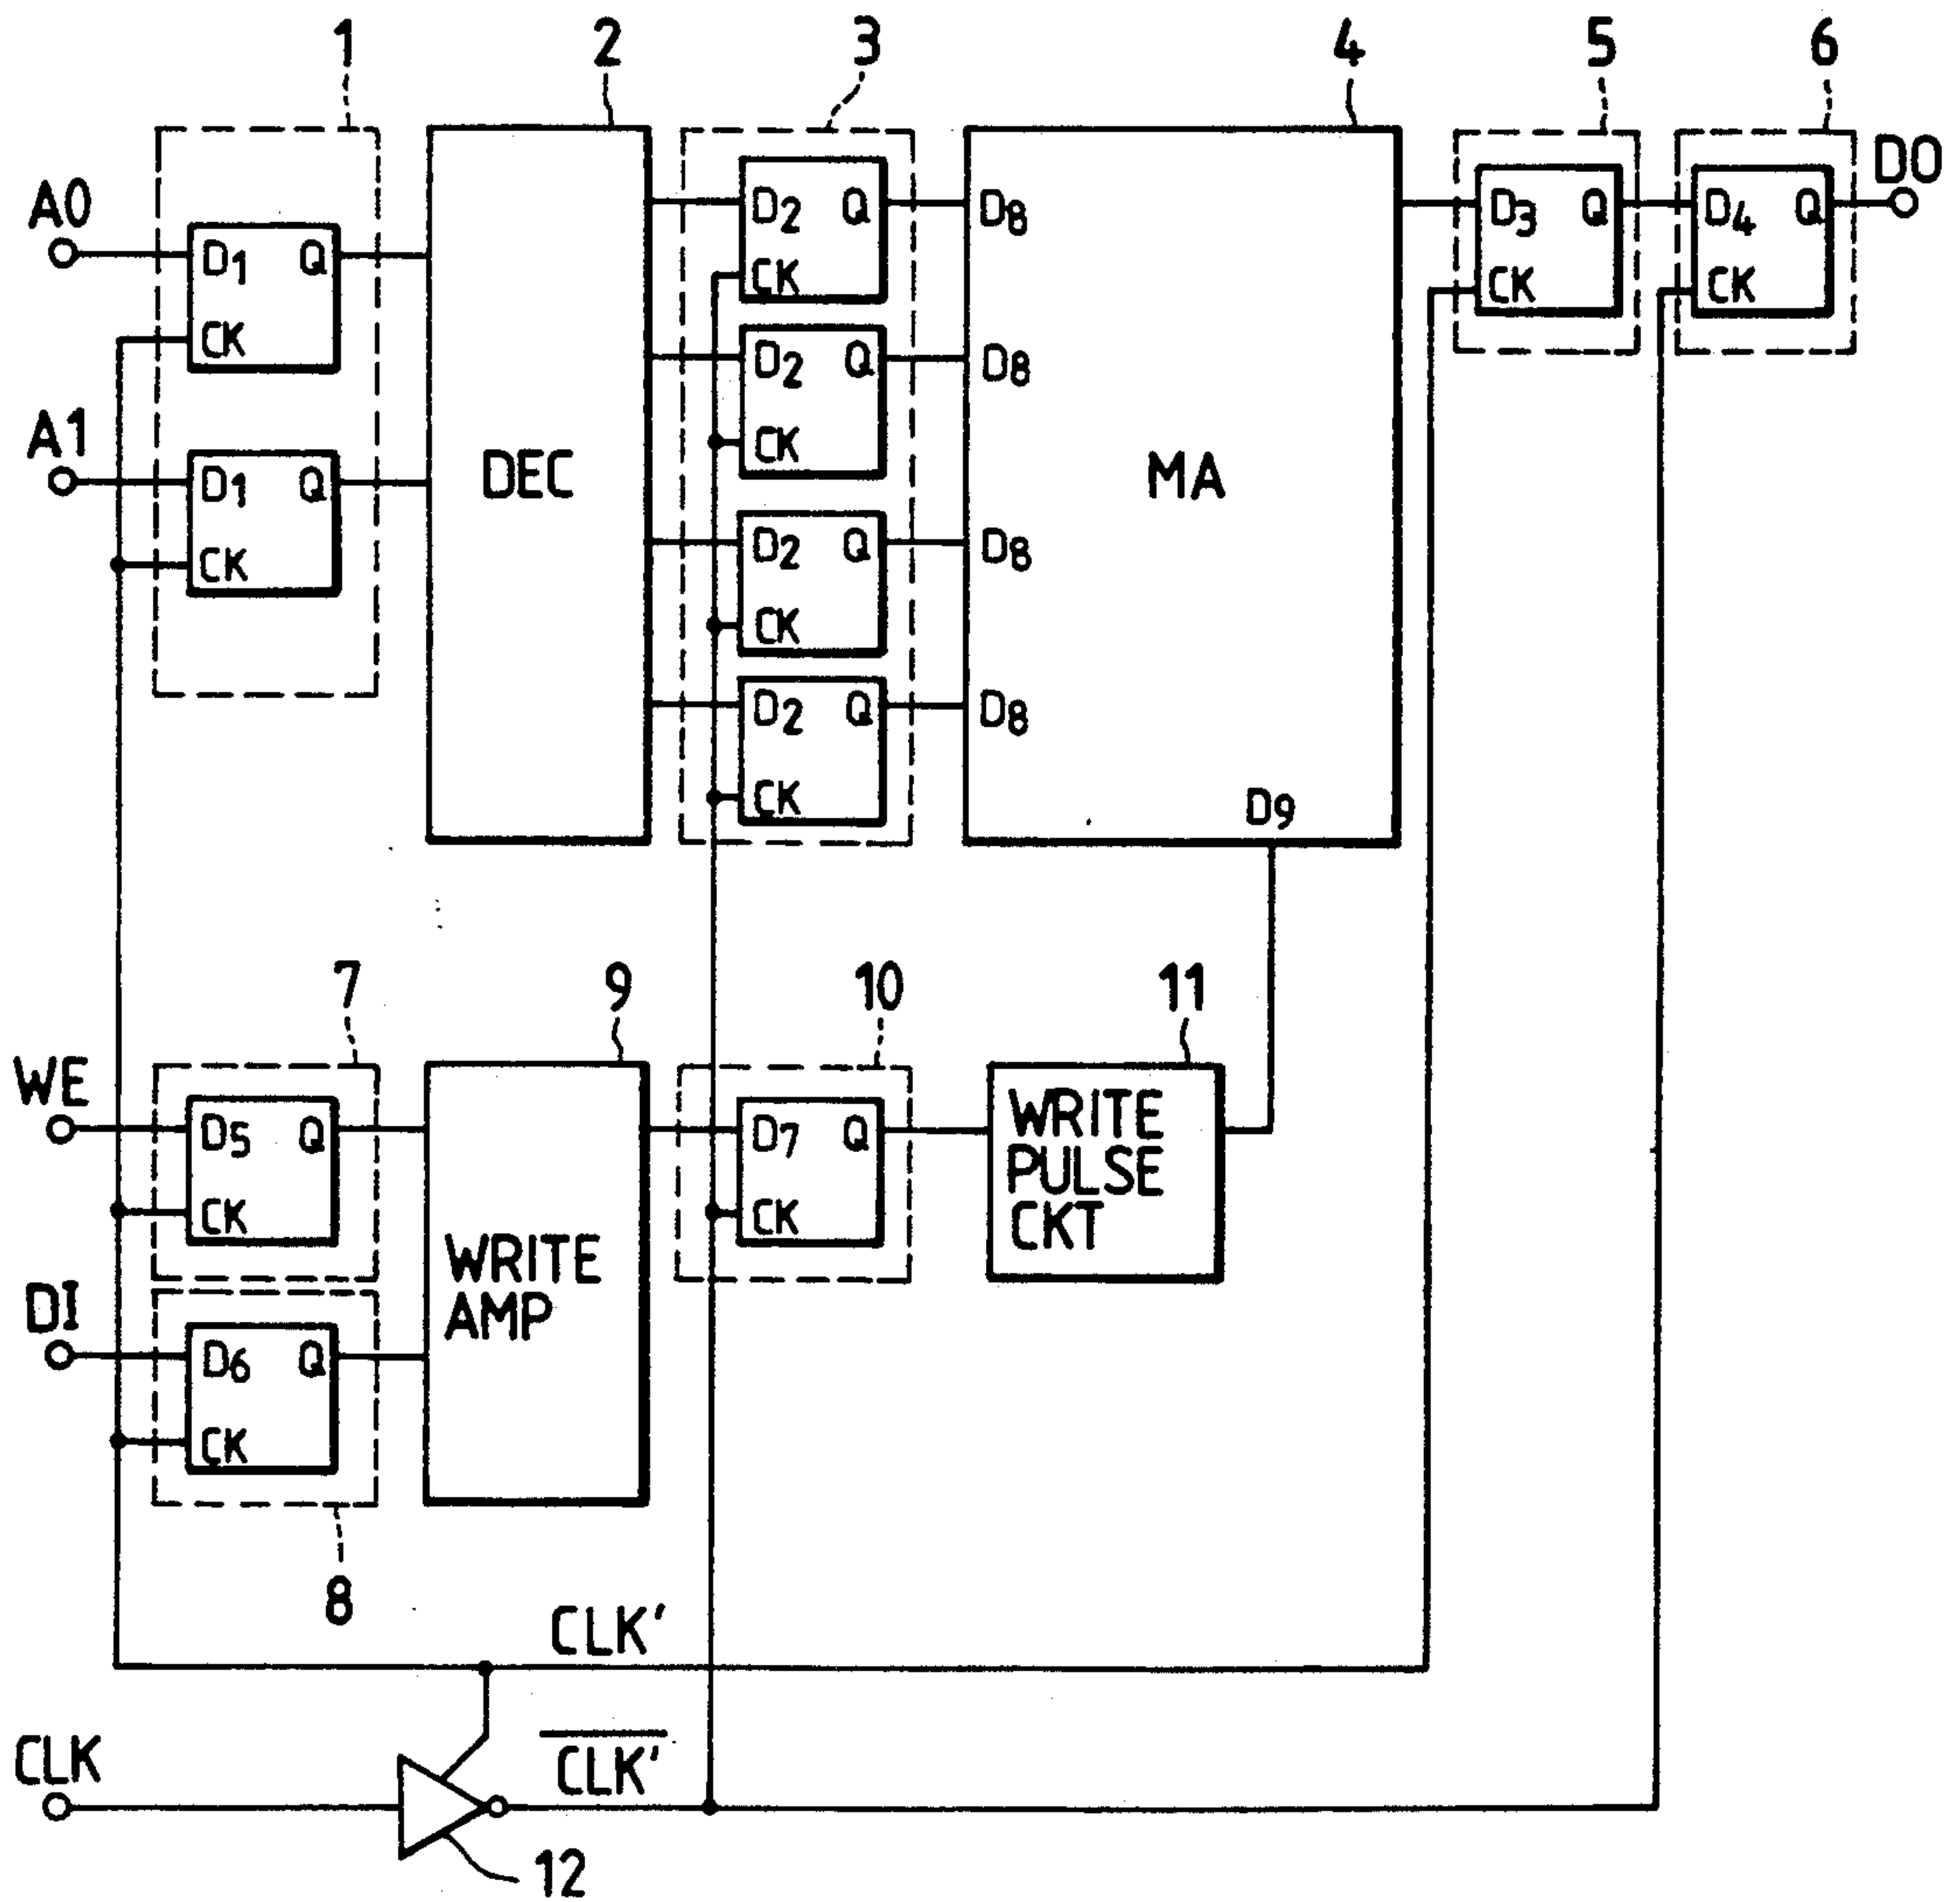 1 2 3 4 5 6
A0 D1 Q CK
A1 D1 Q CK
DEC
D2 Q CK
D2 Q CK
D2 Q CK
D2 Q CK
D8
D8
D8
D8
MA
D9
D3 Q CK
D4 Q CK
DO
7 9 10 11
WE D5 Q CK
DI D6 Q CK
8
WRITE
AMP
D7 Q CK
WRITE
PULSE
CKT
CLK'
CLK
CLK'
12